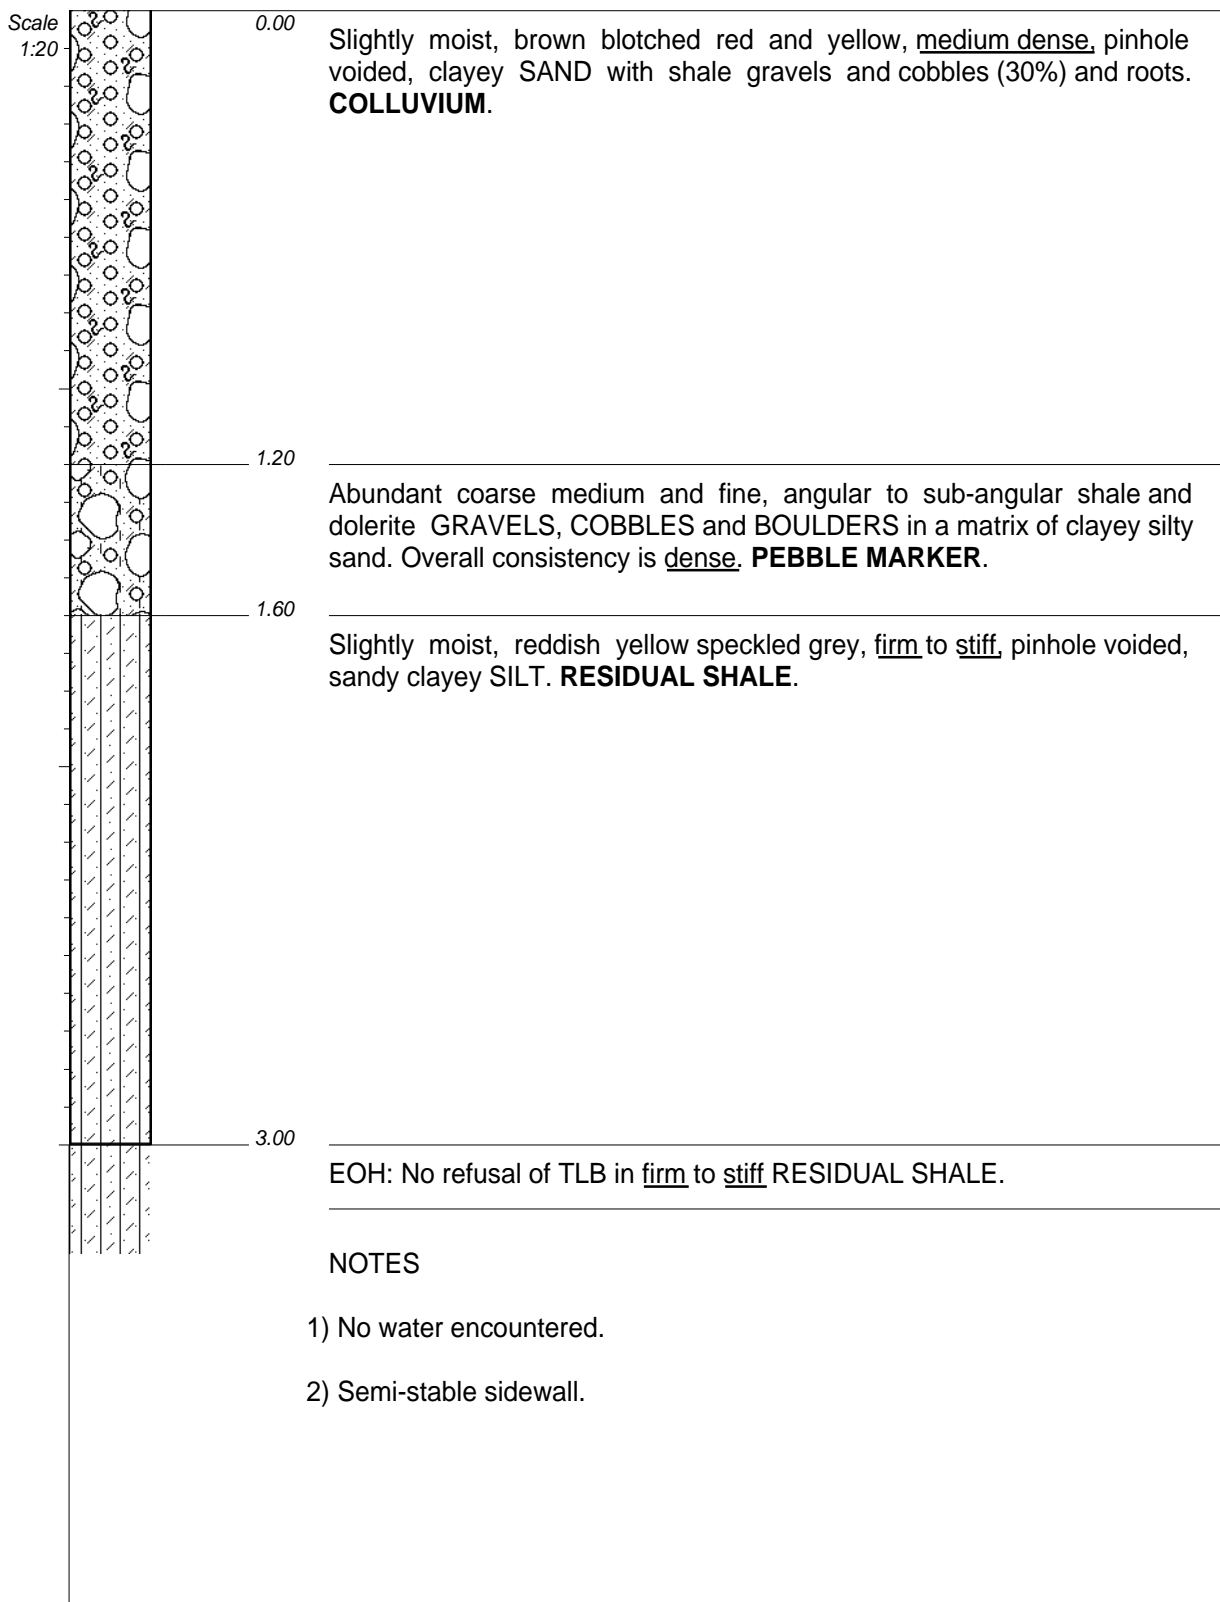 Scale
1:20
0.00
Slightly moist, brown blotched red and yellow, medium dense, pinhole
voided, clayey SAND with shale gravels and cobbles (30%) and roots.
COLLUVIUM.
1.20
Abundant coarse medium and fine, angular to sub-angular shale and
dolerite GRAVELS, COBBLES and BOULDERS in a matrix of clayey silty
sand. Overall consistency is dense. PEBBLE MARKER.
1.60
Slightly moist, reddish yellow speckled grey, firm to stiff, pinhole voided,
sandy clayey SILT. RESIDUAL SHALE.
3.00
EOH: No refusal of TLB in firm to stiff RESIDUAL SHALE.
NOTES
1) No water encountered.
2) Semi-stable sidewall.